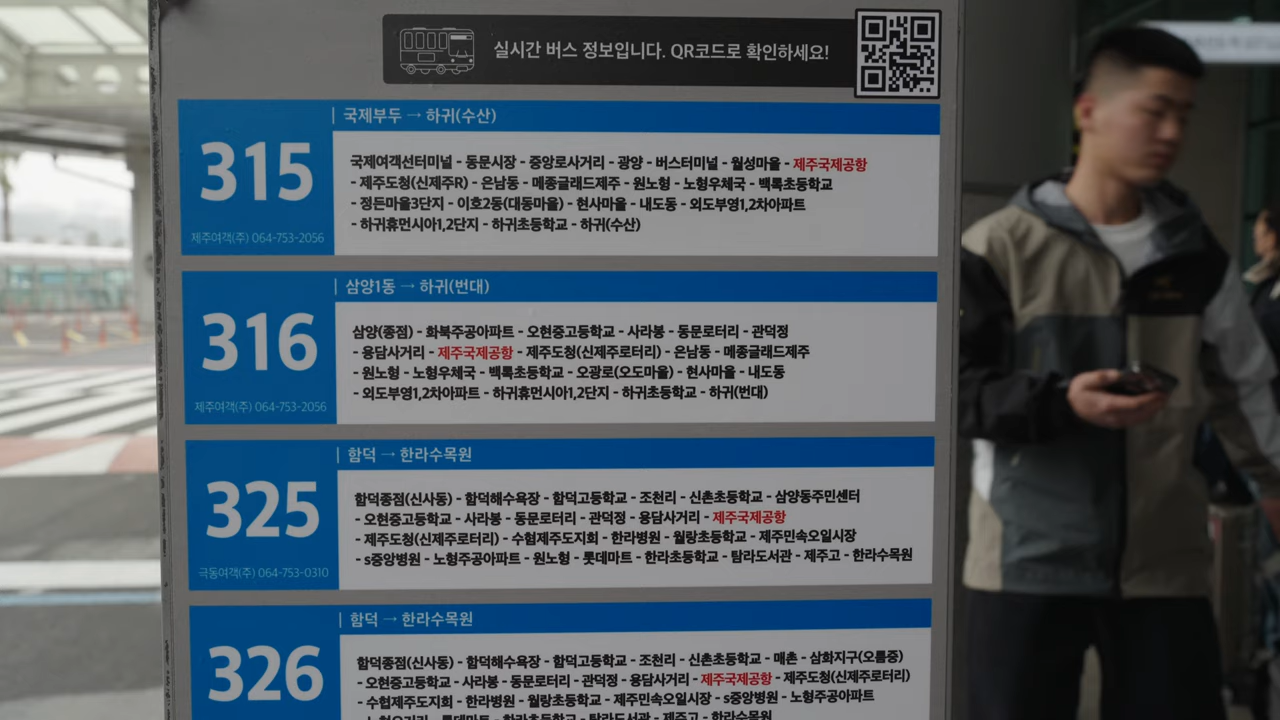 실시간 버스 정보입니다. QR코드로 확인하세요!
315
제주여객(주) 064-753-2056
| 국제부두 → 하귀(수산)
국제여객선터미널 - 동문시장 - 중앙로사거리 - 광양 - 버스터미널 - 월성마을 - 제주국제공항
- 제주도청(신제주R) - 은남동 - 메종글래드제주 - 원노형 - 노형우체국 - 백록초등학교
- 정든마을3단지 - 이호2동(대동마을) - 현사마을 - 내도동 - 외도부영1,2차아파트
- 하귀휴먼시아1,2단지 - 하귀초등학교 - 하귀(수산)
316
제주여객(주) 064-753-2056
| 삼양1동 → 하귀(번대)
삼양(종점) - 화북주공아파트 - 오현중고등학교 - 사라봉 - 동문로터리 - 관덕정
- 용담사거리 - 제주국제공항 - 제주도청(신제주로터리) - 은남동 - 메종글래드제주
- 원노형 - 노형우체국 - 백록초등학교 - 오광로(오도마을) - 현사마을 - 내도동
- 외도부영1,2차아파트 - 하귀휴먼시아1,2단지 - 하귀초등학교 - 하귀(번대)
325
극동여객(주) 064-753-0310
| 함덕 → 한라수목원
함덕종점(신사동) - 함덕해수욕장 - 함덕고등학교 - 조천리 - 신촌초등학교 - 삼양동주민센터
- 오현중고등학교 - 사라봉 - 동문로터리 - 관덕정 - 용담사거리 - 제주국제공항
- 제주도청(신제주로터리) - 수협제주도지회 - 한라병원 - 월랑초등학교 - 제주민속오일시장
- s중앙병원 - 노형주공아파트 - 원노형 - 롯데마트 - 한라초등학교 - 탐라도서관 - 제주고 - 한라수목원
326
| 함덕 → 한라수목원
함덕종점(신사동) - 함덕해수욕장 - 함덕고등학교 - 조천리 - 신촌초등학교 - 매촌 - 삼화지구(오름중)
- 오현중고등학교 - 사라봉 - 동문로터리 - 관덕정 - 용담사거리 - 제주국제공항 - 제주도청(신제주로터리)
- 수협제주도지회 - 한라병원 - 월랑초등학교 - 제주민속오일시장 - s중앙병원 - 노형주공아파트
- 노형오거리 - 롯데마트 - 한라초등학교 - 탐라도서관 - 제주고 - 한라수목원